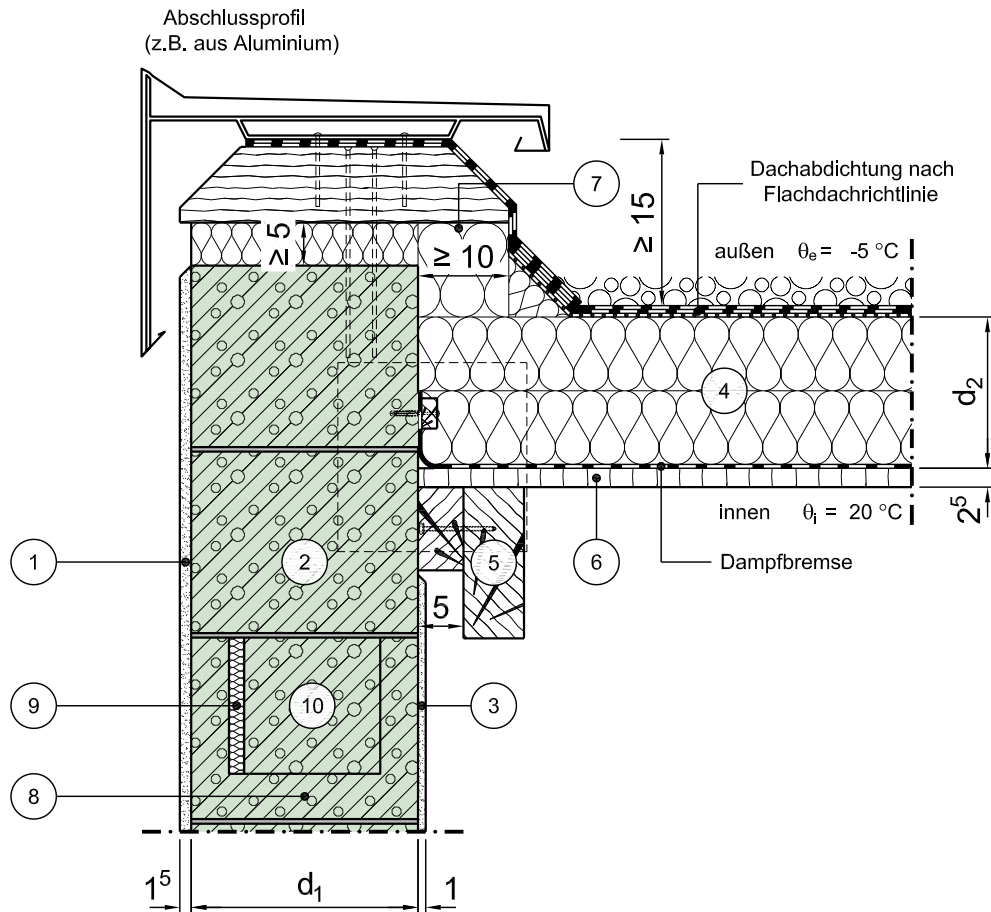 Abschlussprofil
(z.B. aus Aluminium)
7
Dachabdichtung nach
Flachdachrichtlinie
≥ 15
≥ 5
≥ 10
außen θe = -5 °C
4
d2
6
innen θi = 20 °C
2⁵
1
2
5
Dampfbremse
5
9
10
3
8
1⁵
d1
1